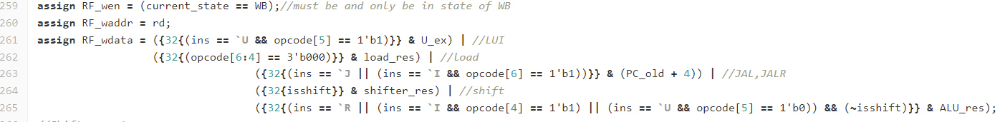 259 assign RF_wen = (current_state == WB);//must be and only be in state of WB
260 assign RF_waddr = rd;
261 assign RF_wdata = ({32{(ins == `U && opcode[5] == 1'b1)}} & U_ex) | //LUI
262 ({32{(opcode[6:4] == 3'b000)}} & load_res) | //load
263 ({32{(ins == `J || (ins == `I && opcode[6] == 1'b1))}} & (PC_old + 4)) | //JAL,JALR
264 ({32{isshift}} & shifter_res) | //shift
265 ({32{(ins == `R || (ins == `I && opcode[4] == 1'b1) || (ins == `U && opcode[5] == 1'b0)) && (~isshift)}} & ALU_res);